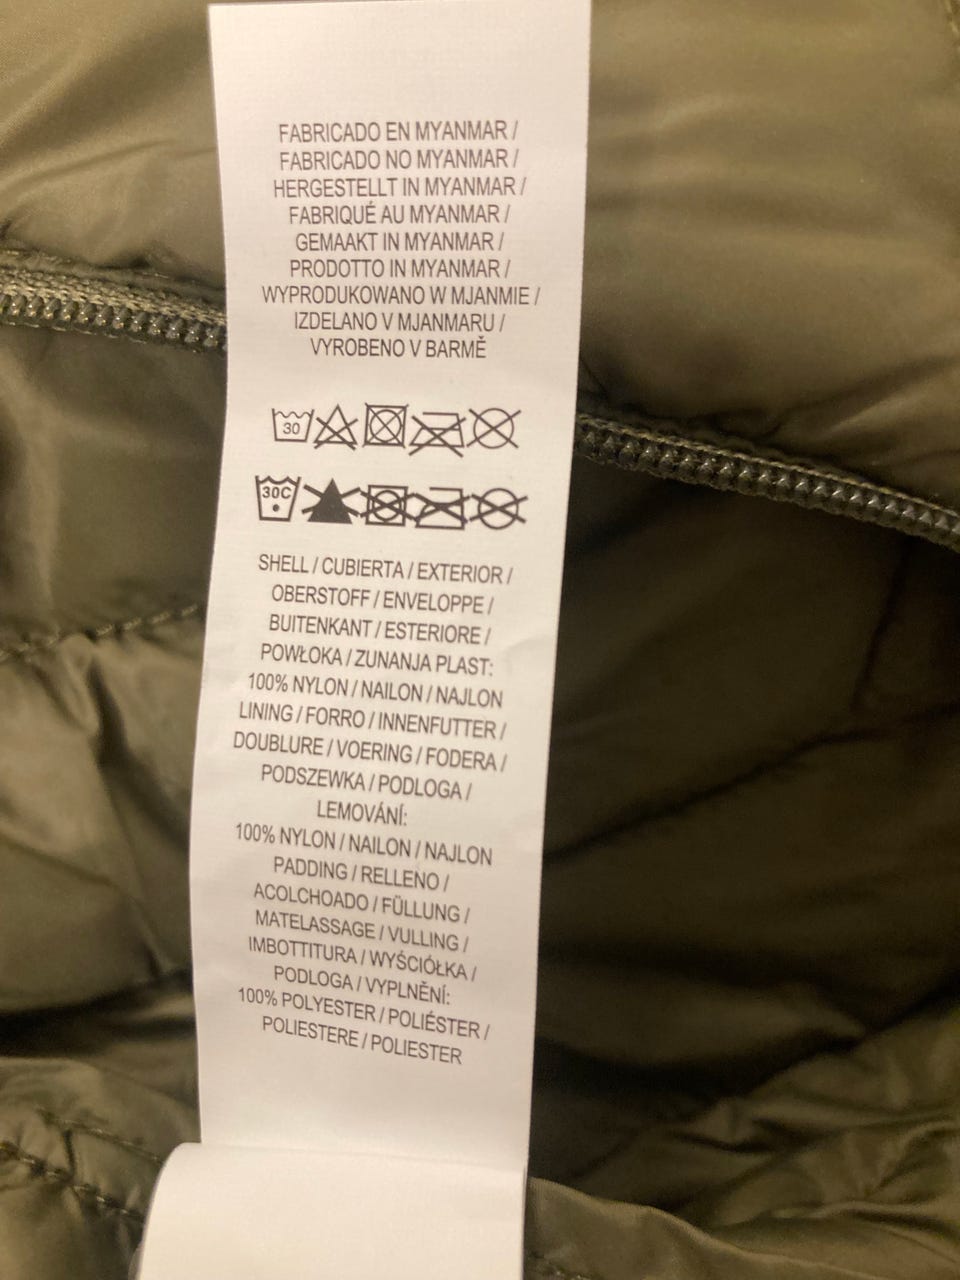 FABRICADO EN MYANMAR /
FABRICADO NO MYANMAR /
HERGESTELLT IN MYANMAR /
FABRIQUÉ AU MYANMAR /
GEMAAKT IN MYANMAR /
PRODOTTO IN MYANMAR /
WYPRODUKOWANO W MJANMIE /
IZDELANO V MJANMARU /
VYROBENO V BARMĚ
30
30C
SHELL / CUBIERTA / EXTERIOR /
OBERSTOFF / ENVELOPPE /
BUITENKANT / ESTERIORE /
POWŁOKA / ZUNANJA PLAST:
100% NYLON / NAILON / NAJLON
LINING / FORRO / INNENFUTTER /
DOUBLURE / VOERING / FODERA /
PODSZEWKA / PODLOGA /
LEMOVÁNÍ:
100% NYLON / NAILON / NAJLON
PADDING / RELLENO /
ACOLCHOADO / FÜLLUNG /
MATELASSAGE / VULLING /
IMBOTTITURA / WYŚCIÓŁKA /
PODLOGA / VYPLNĚNÍ:
100% POLYESTER / POLIÉSTER /
POLIESTERE / POLIESTER